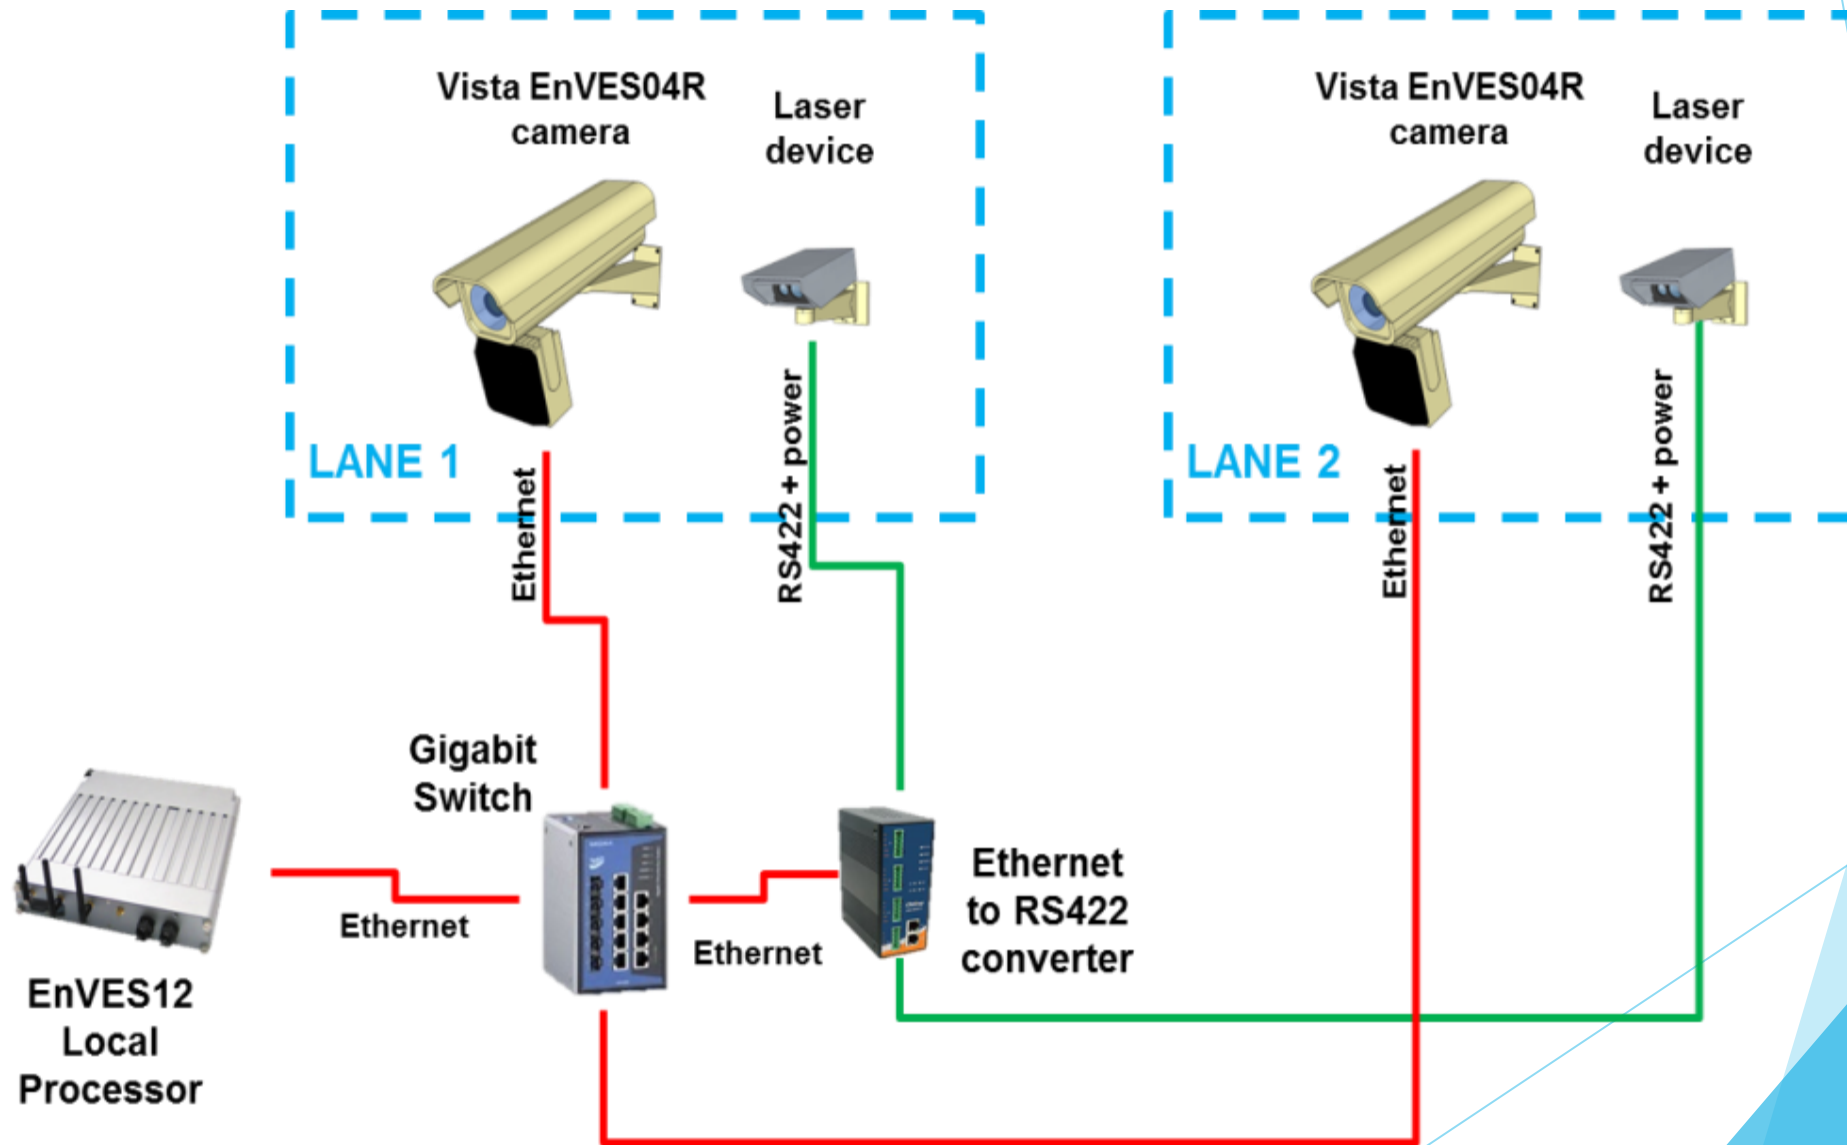 Vista EnVES04R
camera
Laser
device
Vista EnVES04R
camera
Laser
device
LANE 1
Ethernet
RS422 + power
LANE 2
Ethernet
RS422 + power
Gigabit
Switch
Ethernet
Ethernet
Ethernet
to RS422
converter
EnVES12
Local
Processor